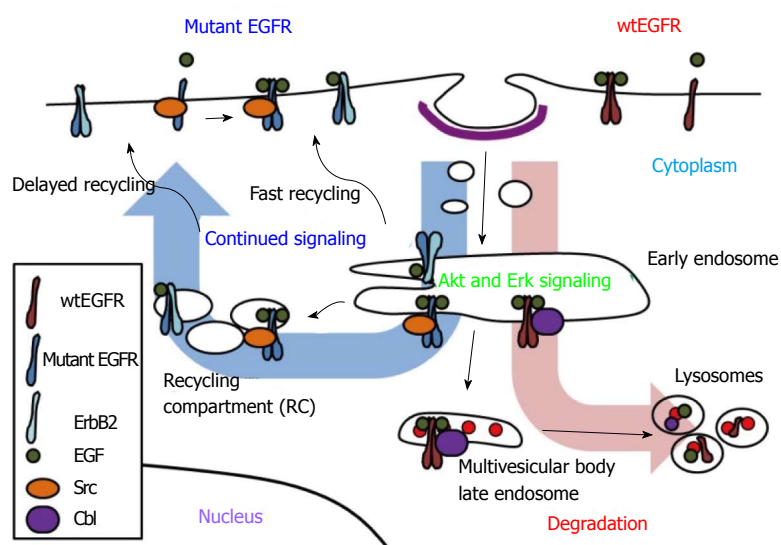 Mutant EGFR
wtEGFR
Cytoplasm
Delayed recycling
Fast recycling
Continued signaling
Early endosome
Akt and Erk signaling
wtEGFR
Mutant EGFR
ErbB2
EGF
Src
Cbl
Recycling
compartment (RC)
Lysosomes
Multivesicular body
late endosome
Nucleus
Degradation